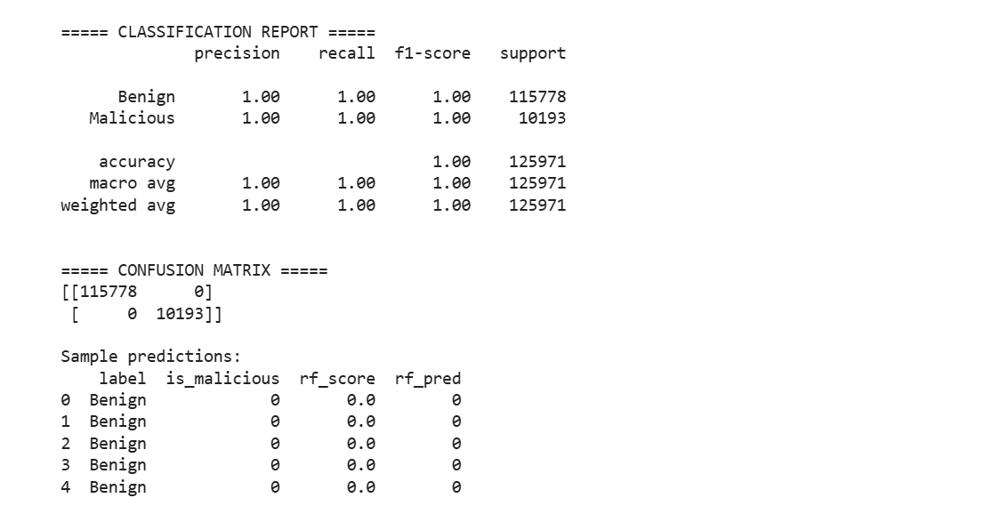 ===== CLASSIFICATION REPORT =====
              precision    recall  f1-score   support

      Benign       1.00      1.00      1.00    115778
   Malicious       1.00      1.00      1.00     10193

    accuracy                           1.00    125971
   macro avg       1.00      1.00      1.00    125971
weighted avg       1.00      1.00      1.00    125971


===== CONFUSION MATRIX =====
[[115778      0]
 [     0  10193]]

Sample predictions:
    label  is_malicious  rf_score  rf_pred
0  Benign             0       0.0        0
1  Benign             0       0.0        0
2  Benign             0       0.0        0
3  Benign             0       0.0        0
4  Benign             0       0.0        0